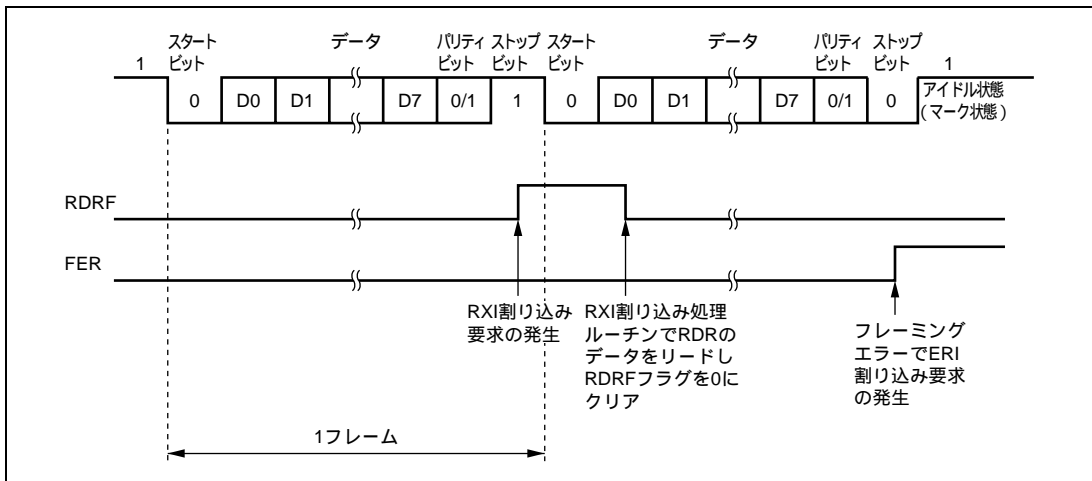 スタート
ビット
データ
パリティ
ビット
ストップ
ビット
スタート
ビット
データ
パリティ
ビット
ストップ
ビット
1
1
0 D0 D1 D7 0/1 1 0 D0 D1 D7 0/1 0
アイドル状態
(マーク状態)
RDRF
FER
RXI割り込み
要求の発生
RXI割り込み処理
ルーチンでRDRの
データをリードし
RDRFフラグを0に
クリア
フレーミング
エラーでERI
割り込み要求
の発生
1フレーム